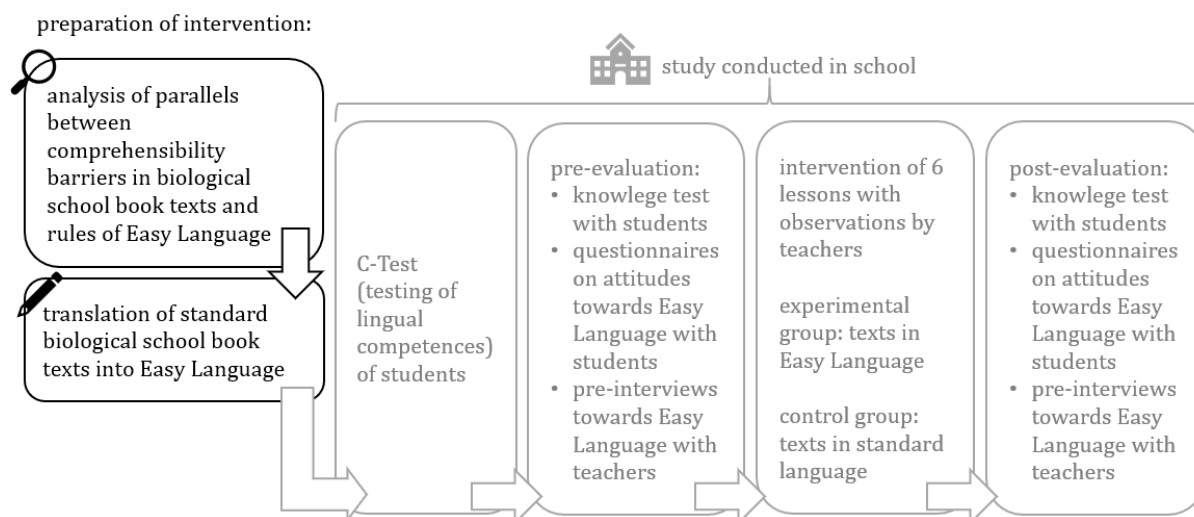 preparation of intervention:
analysis of parallels
between
comprehensibility
barriers in biological
school book texts and
rules of Easy Language
translation of standard
biological school book
texts into Easy Language
study conducted in school
C-Test
(testing of
lingual
competences)
of students
pre-evaluation:
• knowlege test
with students
• questionnaires
on attitudes
towards Easy
Language with
students
• pre-interviews
towards Easy
Language with
teachers
intervention of 6
lessons with
observations by
teachers
experimental
group: texts in
Easy Language
control group:
texts in standard
language
post-evaluation:
• knowlege test
with students
• questionnaires
on attitudes
towards Easy
Language with
students
• pre-interviews
towards Easy
Language with
teachers